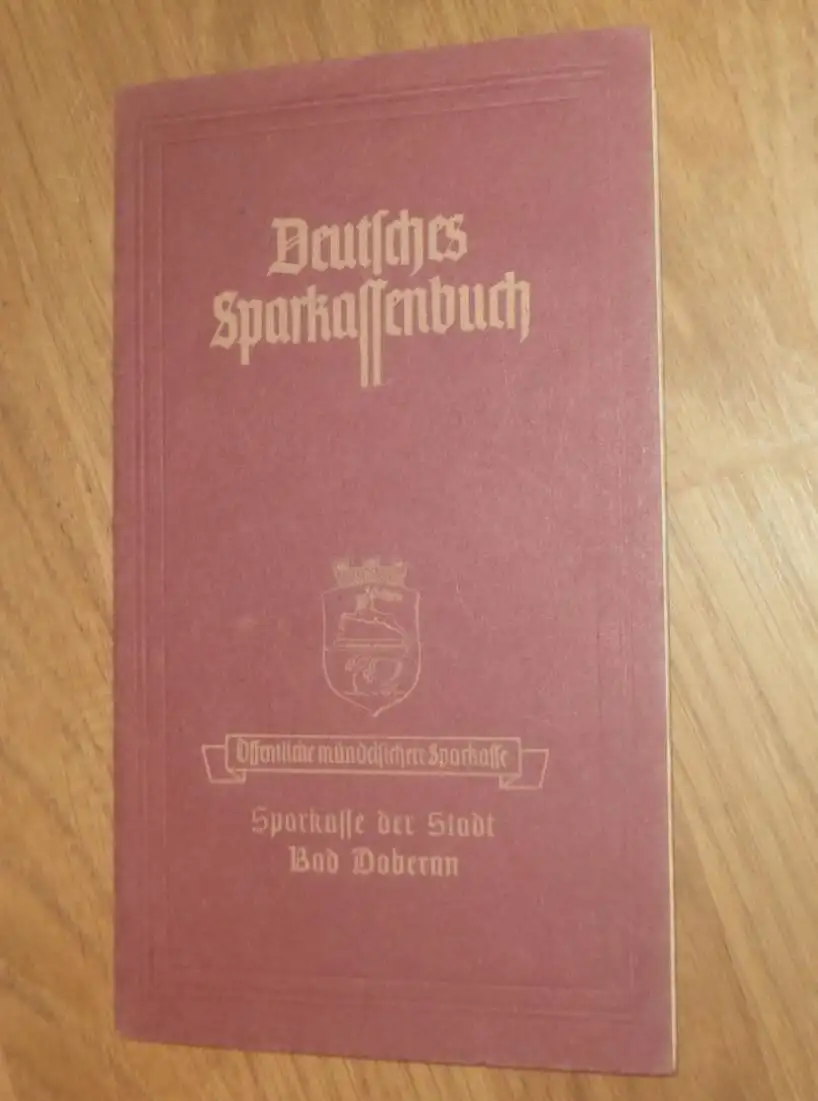 Deutſches
Sparkaſſenbuch
Öffentliche mündelſichere Sparkaſſe
Sparkaſſe der Stadt
Bad Doberan